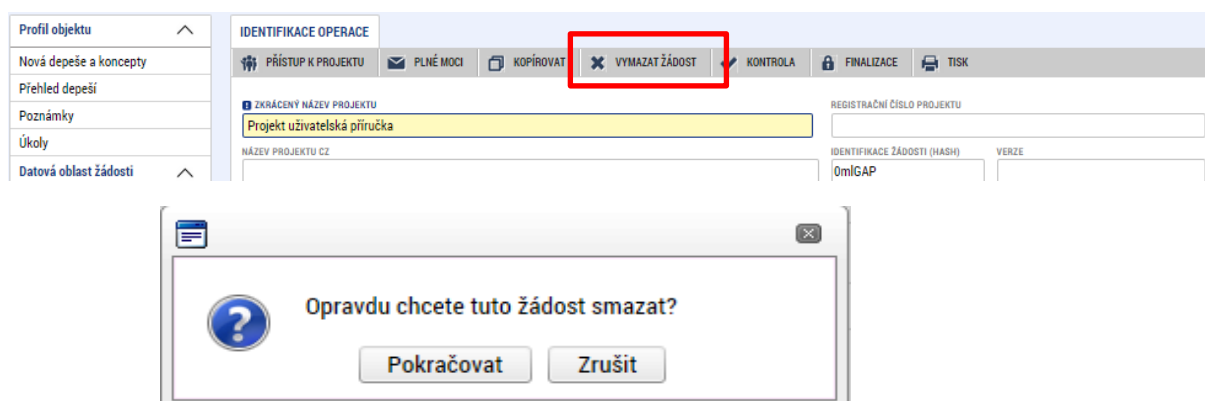 Profil objektu
IDENTIFIKACE OPERACE
Nová depeše a koncepty
PŘÍSTUP K PROJEKTU PLNÉ MOCI KOPÍROVAT VYMAZAT ŽÁDOST KONTROLA FINALIZACE TISK
Přehled depeší
Poznámky
Úkoly
Datová oblast žádosti
ZKRÁCENÝ NÁZEV PROJEKTU
REGISTRAČNÍ ČÍSLO PROJEKTU
Projekt uživatelská příručka
NÁZEV PROJEKTU CZ
IDENTIFIKACE ŽÁDOSTI (HASH) VERZE
0mlGAP
Opravdu chcete tuto žádost smazat?
Pokračovat Zrušit